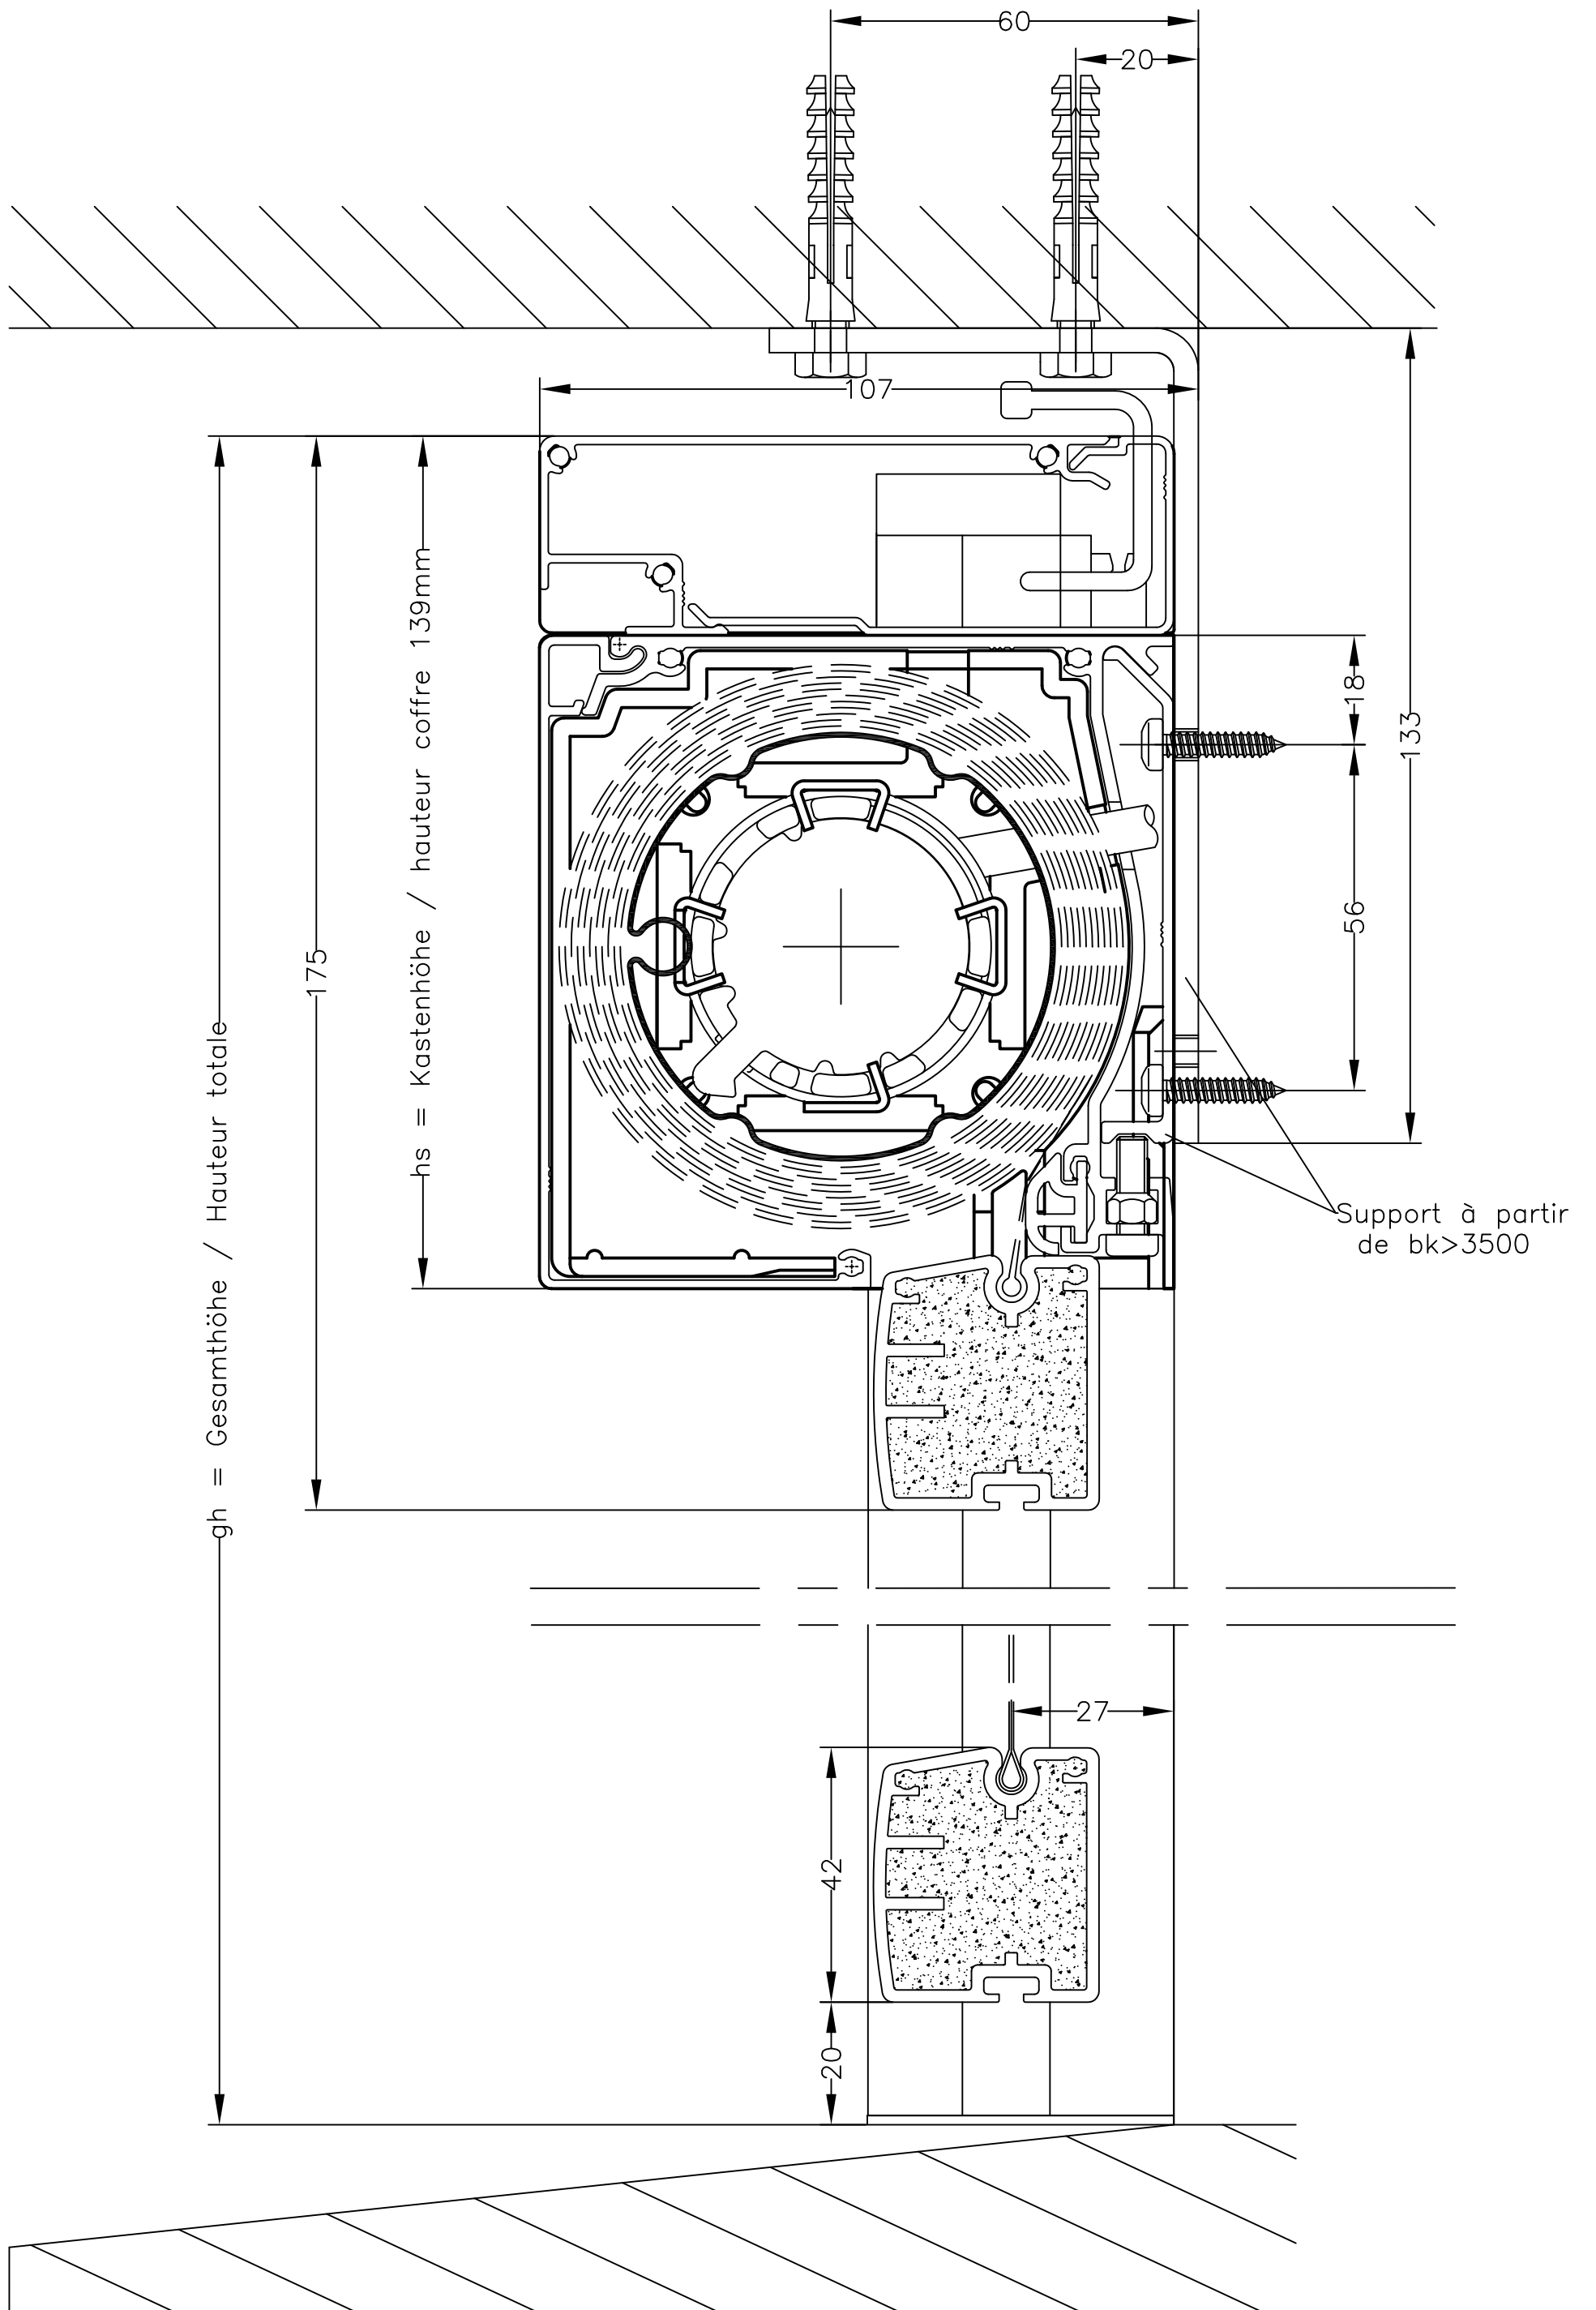 60
20
107
hs = Kastenhöhe / hauteur coffre 139mm
18
133
56
175
gh = Gesamthöhe / Hauteur totale
Support à partir
de bk>3500
27
42
20